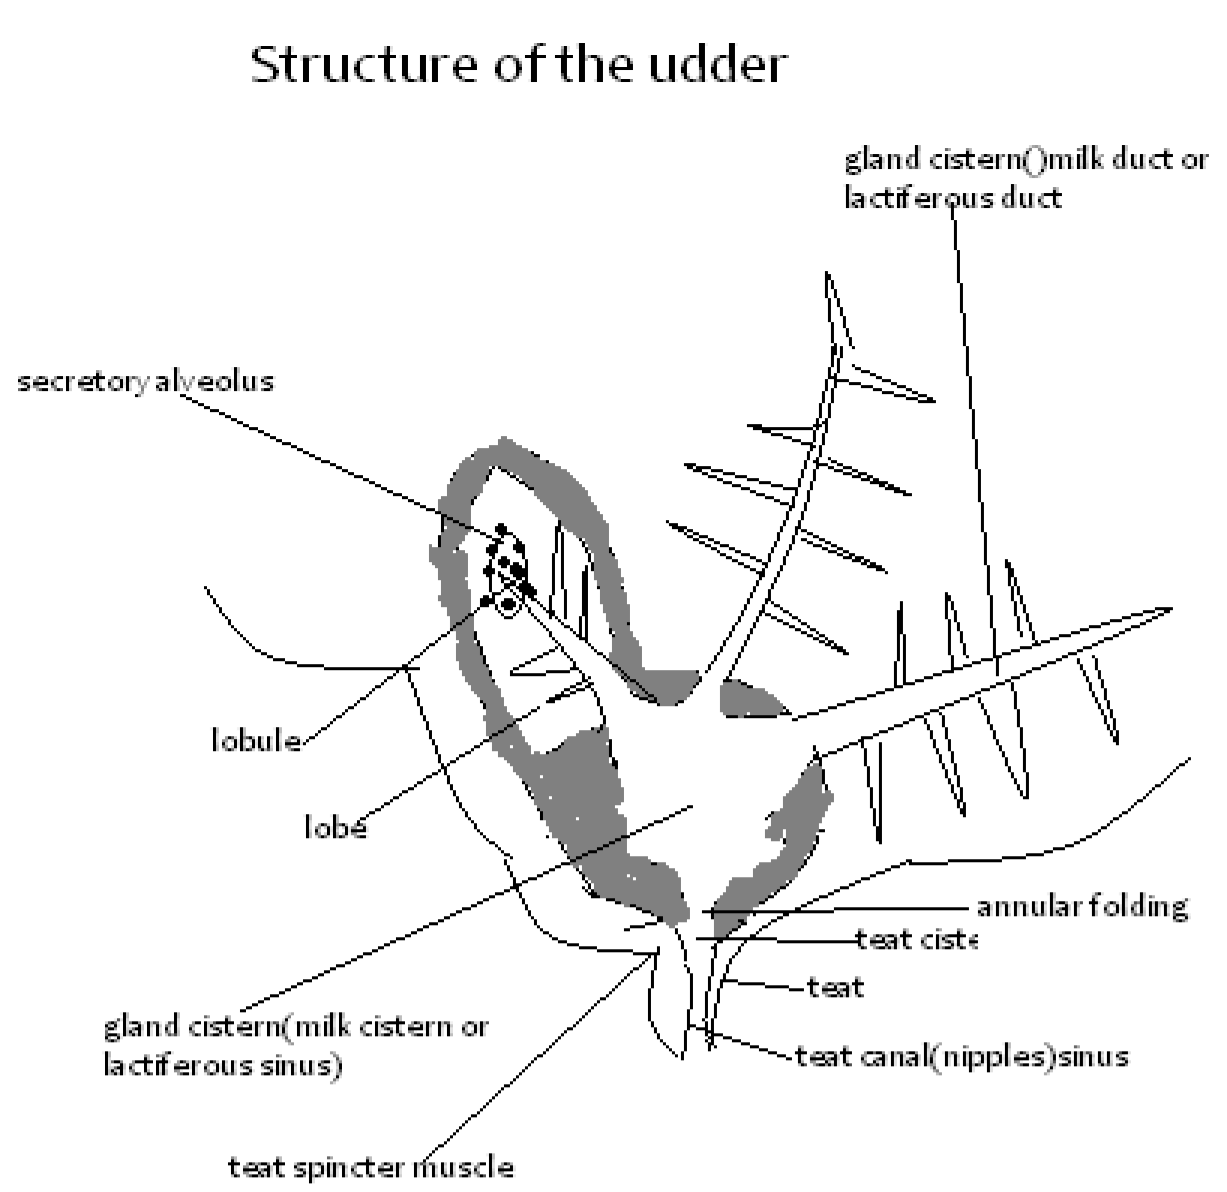 Structure of the udder
gland cistern()milk duct or
lactiferous duct
secretory alveolus
lobule
lobe
annular folding
teat ciste
teat
gland cistern(milk cistern or
lactiferous sinus)
teat canal(nipples)sinus
teat spincter muscle